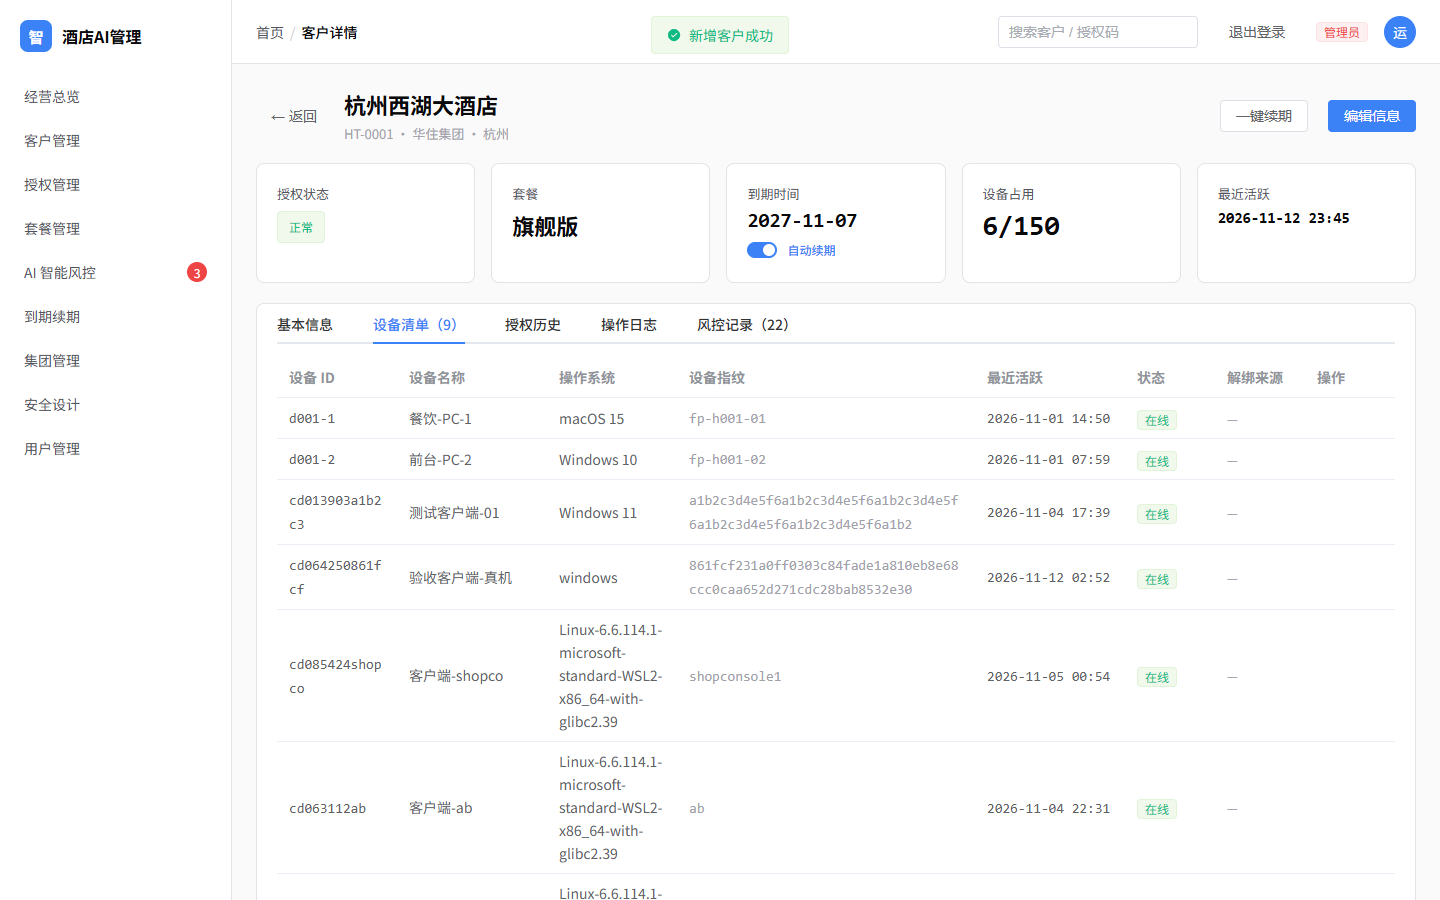 智 酒店AI管理
经营总览
客户管理
授权管理
套餐管理
AI 智能风控 3
到期续期
集团管理
安全设计
用户管理
首页 / 客户详情
新增客户成功
搜索客户 / 授权码
退出登录
管理员
运
← 返回
杭州西湖大酒店
HT-0001 · 华住集团 · 杭州
一键续期
编辑信息
授权状态
正常
套餐
旗舰版
到期时间
2027-11-07
自动续期
设备占用
6/150
最近活跃
2026-11-12 23:45
基本信息 设备清单（9） 授权历史 操作日志 风控记录（22）
设备 ID 设备名称 操作系统 设备指纹 最近活跃 状态 解绑来源 操作
d001-1 餐饮-PC-1 macOS 15 fp-h001-01 2026-11-01 14:50 在线 —
d001-2 前台-PC-2 Windows 10 fp-h001-02 2026-11-01 07:59 在线 —
cd013903a1b2
c3
测试客户端-01 Windows 11
a1b2c3d4e5f6a1b2c3d4e5f6a1b2c3d4e5f
6a1b2c3d4e5f6a1b2c3d4e5f6a1b2
2026-11-04 17:39 在线 —
cd064250861f
cf
验收客户端-真机 windows
861fcf231a0ff0303c84fade1a810eb8e68
ccc0caa652d271cdc28bab8532e30
2026-11-12 02:52 在线 —
cd085424shop
co
客户端-shopco
Linux-6.6.114.1-
microsoft-
standard-WSL2-
x86_64-with-
glibc2.39
shopconsole1 2026-11-05 00:54 在线 —
cd063112ab 客户端-ab
Linux-6.6.114.1-
microsoft-
standard-WSL2-
x86_64-with-
glibc2.39
ab 2026-11-04 22:31 在线 —
Linux-6.6.114.1-